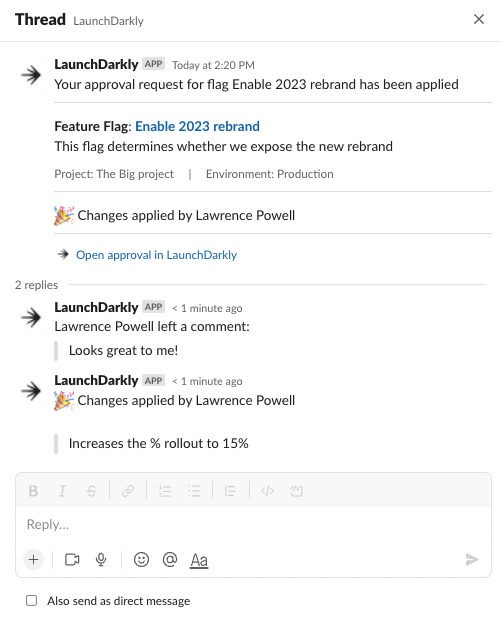 Thread LaunchDarkly
LaunchDarkly APP Today at 2:20 PM
Your approval request for flag Enable 2023 rebrand has been applied
Feature Flag: Enable 2023 rebrand
This flag determines whether we expose the new rebrand
Project: The Big project | Environment: Production
Changes applied by Lawrence Powell
Open approval in LaunchDarkly
2 replies
LaunchDarkly APP < 1 minute ago
Lawrence Powell left a comment:
Looks great to me!
LaunchDarkly APP < 1 minute ago
Changes applied by Lawrence Powell
Increases the % rollout to 15%
B I S
Reply...
Aa
Also send as direct message